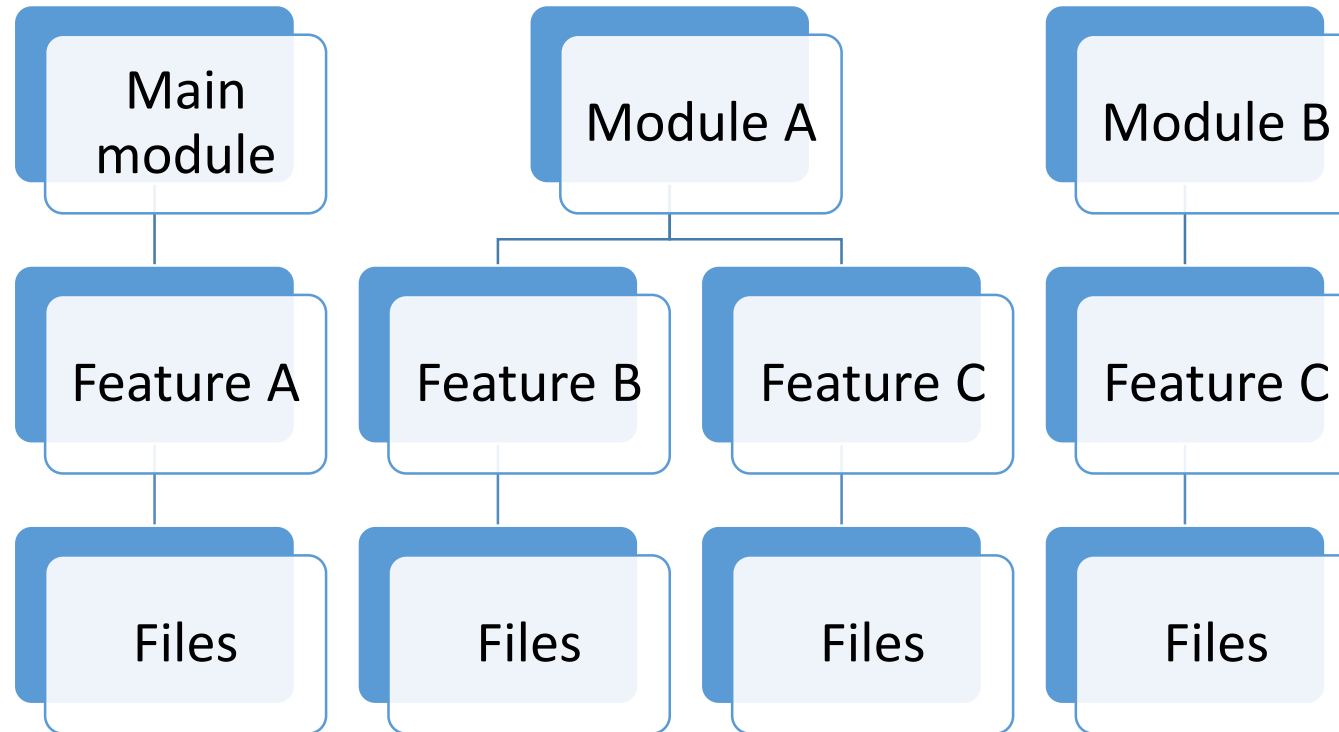 Main
module
Module A
Module B
Feature A
Feature B
Feature C
Feature C
Files
Files
Files
Files